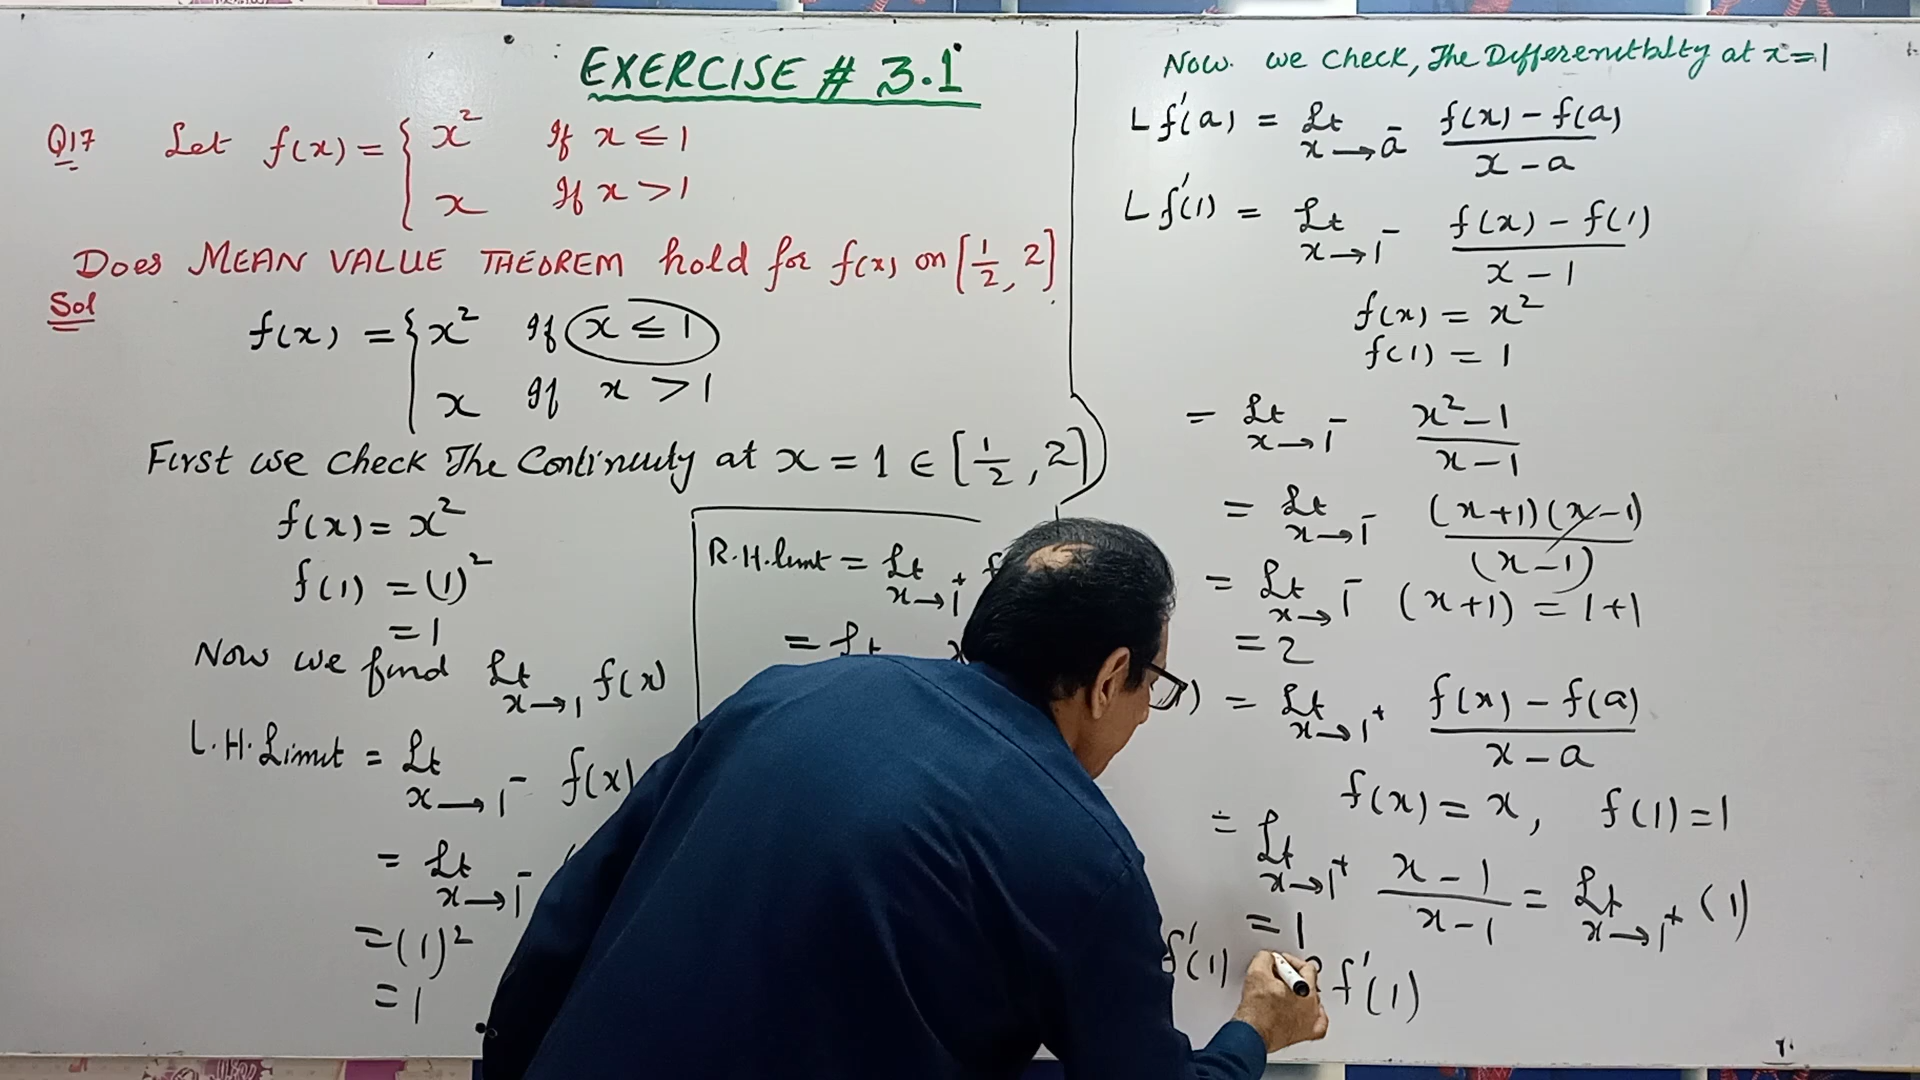 EXERCISE # 3.1
Q17 Let f(x) = { x² If x ≤ 1
x If x > 1
Does MEAN VALUE THEOREM hold for f(x) on [1/2, 2]
Sol
f(x) = { x² If x ≤ 1
x If x > 1
First we check The Continuity at x = 1 ∈ [1/2, 2]
f(x) = x²
f(1) = (1)²
= 1
Now we find Lt x→1 f(x)
L.H.Limit = Lt x→1⁻ f(x)
= Lt x→1⁻
= (1)²
= 1
R.H.limt = Lt x→1⁺ f
= Lt x
Now we check, The Differentbilty at x = 1
L f'(a) = Lt x→a⁻ (f(x) − f(a))/(x − a)
L f'(1) = Lt x→1⁻ (f(x) − f(1))/(x − 1)
f(x) = x²
f(1) = 1
= Lt x→1⁻ (x² − 1)/(x − 1)
= Lt x→1⁻ ((x+1)(x−1))/(x−1)
= Lt x→1⁻ (x+1) = 1+1
= 2
) = Lt x→1⁺ (f(x) − f(a))/(x − a)
f(x) = x, f(1) = 1
= Lt x→1⁺ (x − 1)/(x − 1) = Lt x→1⁺ (1)
= 1
f'(1) f'(1)